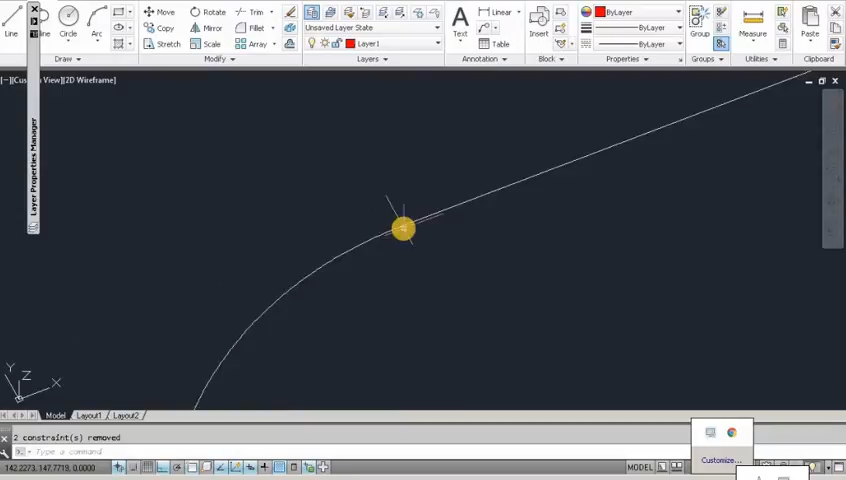 Line Circle Arc
Move Rotate Trim
Copy Mirror Fillet
Stretch Scale Array
Draw Modify
Unsaved Layer State
Layer1
Layers
Text
Linear
Table
Annotation
Insert
Block
ByLayer
ByLayer
ByLayer
Properties
Group
Groups
Measure
Utilities
Paste
Clipboard
[−][Custom View][2D Wireframe]
Layer Properties Manager
Y
Z
X
Model Layout1 Layout2
2 constraint(s) removed
Type a command
142.2273, 147.7719, 0.0000
MODEL
Customize...